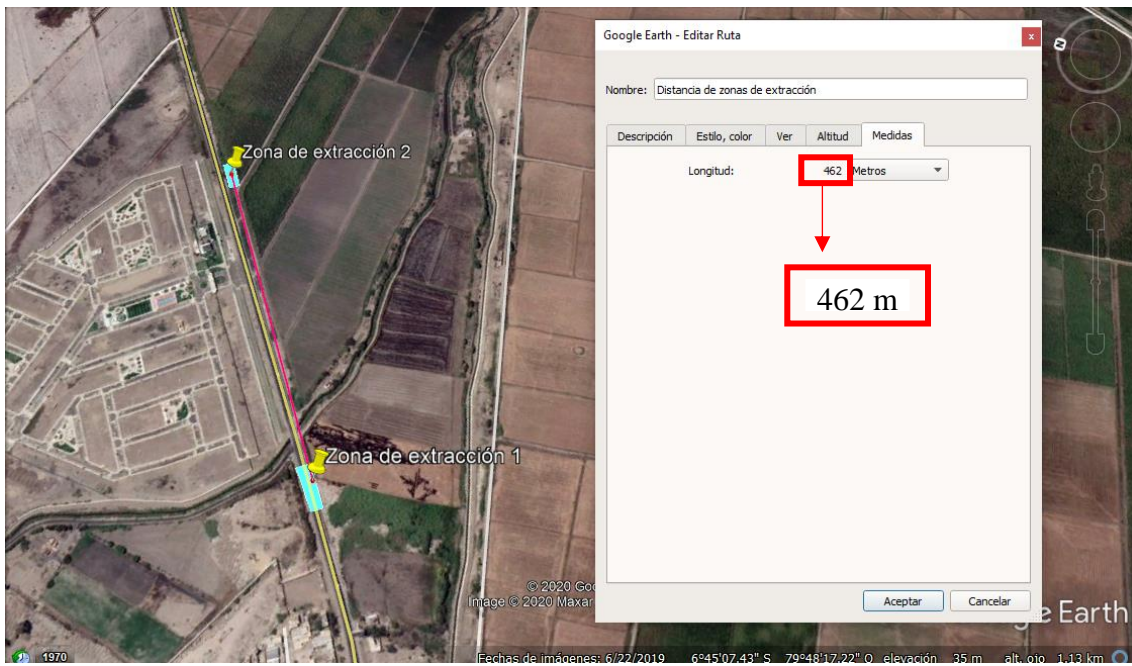 Google Earth - Editar Ruta
x
Nombre: Distancia de zonas de extracción
Descripción Estilo, color Ver Altitud Medidas
Longitud: 462 Metros
462 m
Zona de extracción 2
Zona de extracción 1
© 2020 Goo
Image © 2020 Maxar
Aceptar Cancelar
e Earth
1970
Fechas de imágenes: 6/22/2019 6°45'07.43" S 79°48'17.22" O elevación 35 m alt. ojo 1.13 km